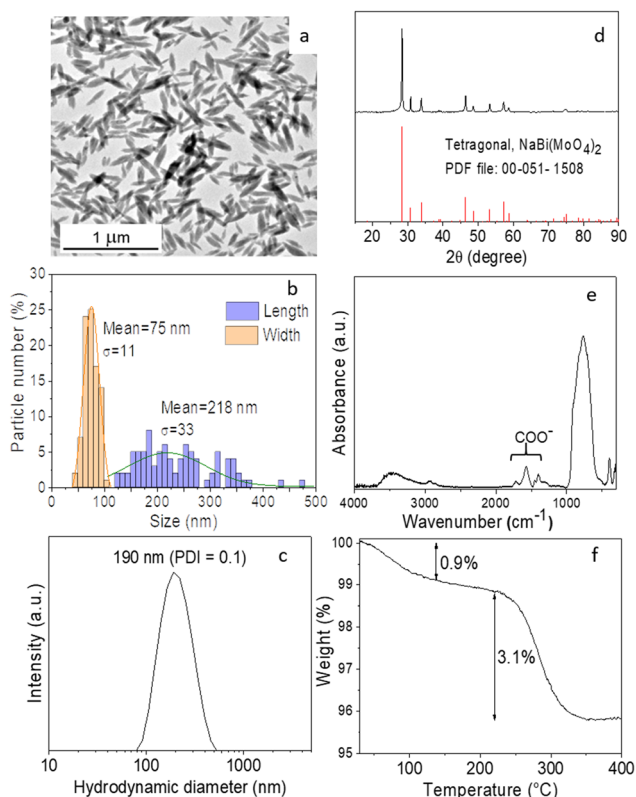 a
1 μm
b
Particle number (%)
30
25
20
15
10
5
0
Mean=75 nm
σ=11
Length
Width
Mean=218 nm
σ=33
0 100 200 300 400 500
Size (nm)
c
190 nm (PDI = 0.1)
Intensity (a.u.)
10 100 1000
Hydrodynamic diameter (nm)
d
Tetragonal, NaBi(MoO₄)₂
PDF file: 00-051- 1508
20 30 40 50 60 70 80 90
2θ (degree)
e
Absorbance (a.u.)
COO⁻
4000 3000 2000 1000
Wavenumber (cm⁻¹)
f
Weight (%)
100
99
98
97
96
95
0.9%
3.1%
100 200 300 400
Temperature (°C)